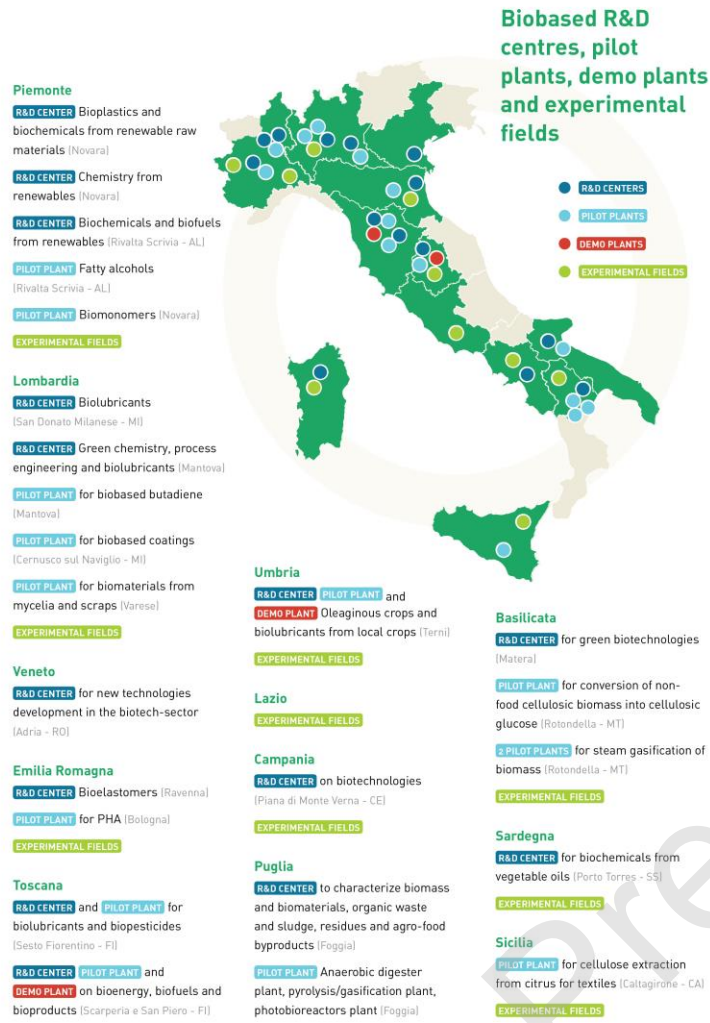 Biobased R&D
centres, pilot
plants, demo plants
and experimental
fields
R&D CENTERS
PILOT PLANTS
DEMO PLANTS
EXPERIMENTAL FIELDS
Piemonte
R&D CENTER Bioplastics and
biochemicals from renewable raw
materials (Novara)
R&D CENTER Chemistry from
renewables (Novara)
R&D CENTER Biochemicals and biofuels
from renewables (Rivalta Scrivia - AL)
PILOT PLANT Fatty alcohols
(Rivalta Scrivia - AL)
PILOT PLANT Biomonomers (Novara)
EXPERIMENTAL FIELDS
Lombardia
R&D CENTER Biolubricants
(San Donato Milanese - MI)
R&D CENTER Green chemistry, process
engineering and biolubricants (Mantova)
PILOT PLANT for biobased butadiene
(Mantova)
PILOT PLANT for biobased coatings
(Cernusco sul Naviglio - MI)
PILOT PLANT for biomaterials from
mycelia and scraps (Varese)
EXPERIMENTAL FIELDS
Veneto
R&D CENTER for new technologies
development in the biotech-sector
(Adria - RO)
Emilia Romagna
R&D CENTER Bioelastomers (Ravenna)
PILOT PLANT for PHA (Bologna)
EXPERIMENTAL FIELDS
Toscana
R&D CENTER and PILOT PLANT for
biolubricants and biopesticides
(Sesto Fiorentino - FI)
R&D CENTER PILOT PLANT and
DEMO PLANT on bioenergy, biofuels and
bioproducts (Scarperia e San Piero - FI)
Umbria
R&D CENTER PILOT PLANT and
DEMO PLANT Oleaginous crops and
biolubricants from local crops (Terni)
EXPERIMENTAL FIELDS
Lazio
EXPERIMENTAL FIELDS
Campania
R&D CENTER on biotechnologies
(Piana di Monte Verna - CE)
EXPERIMENTAL FIELDS
Puglia
R&D CENTER to characterize biomass
and biomaterials, organic waste
and sludge, residues and agro-food
byproducts (Foggia)
PILOT PLANT Anaerobic digester
plant, pyrolysis/gasification plant,
photobioreactors plant (Foggia)
Basilicata
R&D CENTER for green biotechnologies
(Matera)
PILOT PLANT for conversion of non-
food cellulosic biomass into cellulosic
glucose (Rotondella - MT)
2 PILOT PLANTS for steam gasification of
biomass (Rotondella - MT)
EXPERIMENTAL FIELDS
Sardegna
R&D CENTER for biochemicals from
vegetable oils (Porto Torres - SS)
EXPERIMENTAL FIELDS
Sicilia
PILOT PLANT for cellulose extraction
from citrus for textiles (Caltagirone - CA)
EXPERIMENTAL FIELDS
Pre